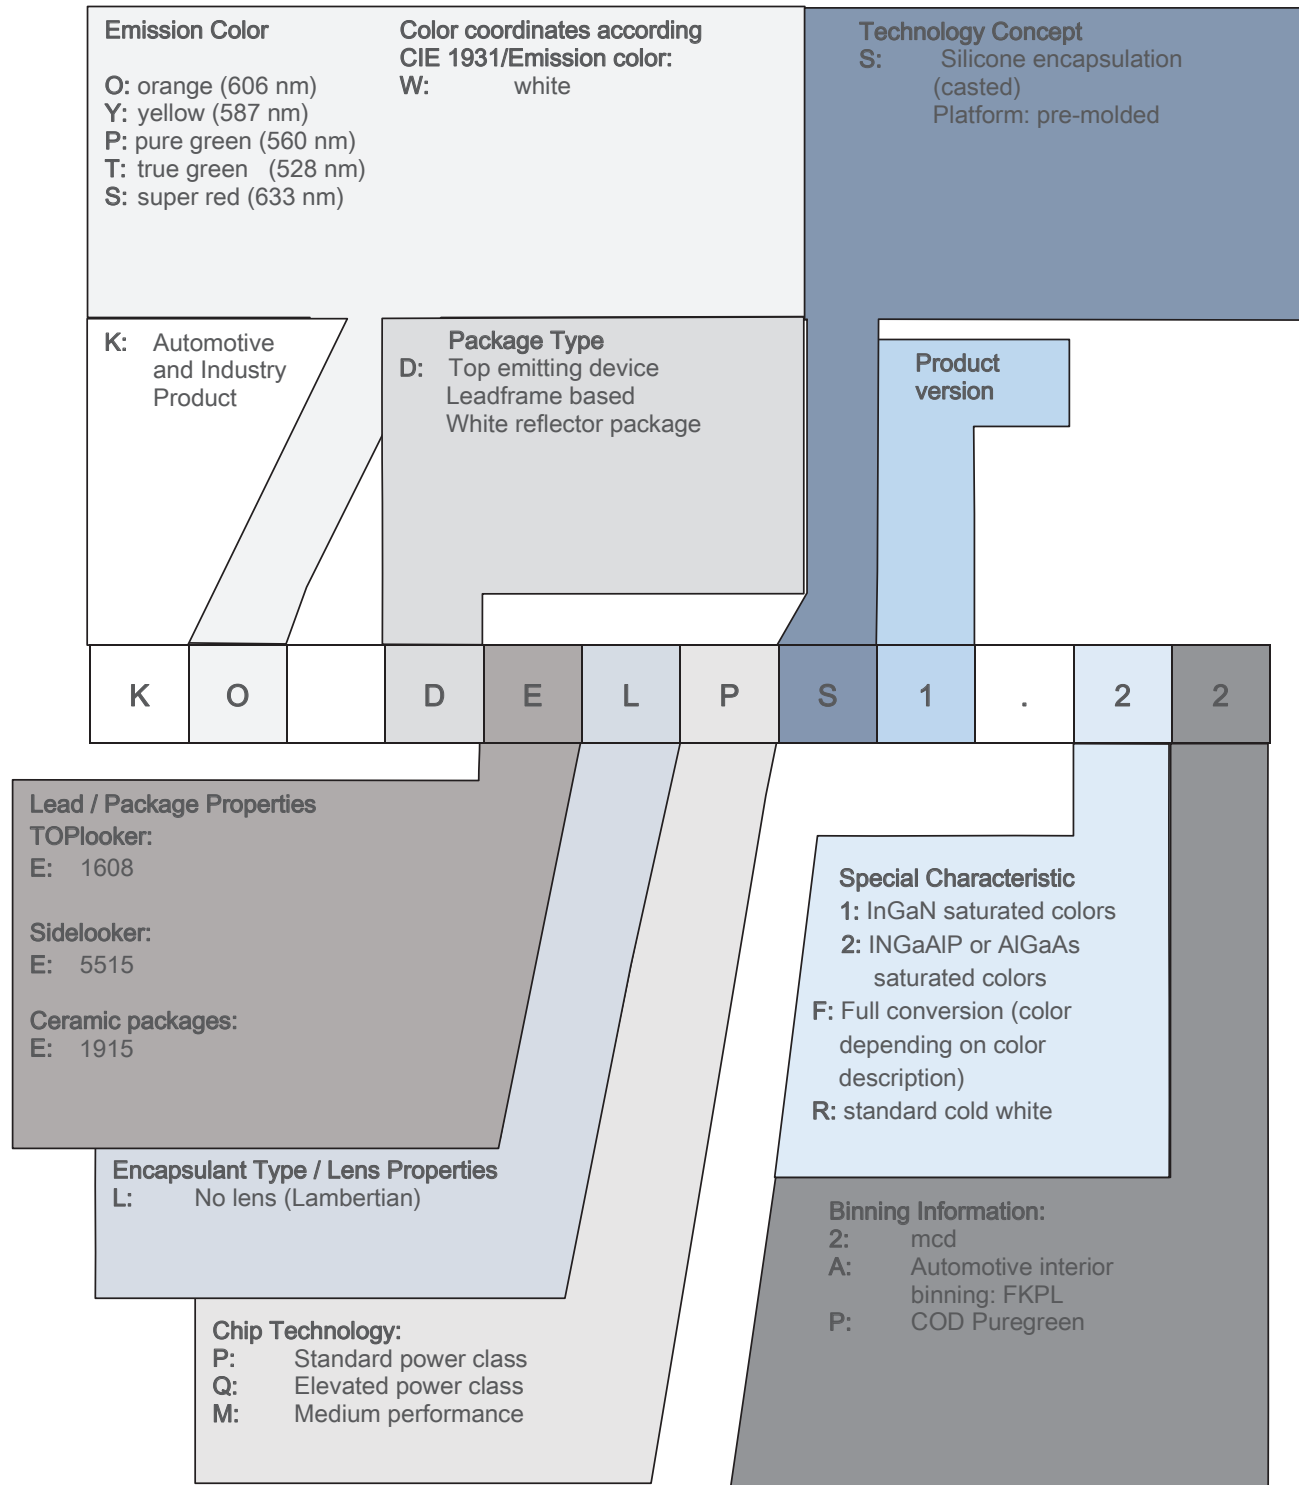 Emission Color
O: orange (606 nm)
Y: yellow (587 nm)
P: pure green (560 nm)
T: true green (528 nm)
S: super red (633 nm)
Color coordinates according
CIE 1931/Emission color:
W: white
Technology Concept
S: Silicone encapsulation
(casted)
Platform: pre-molded
K: Automotive
and Industry
Product
Package Type
D: Top emitting device
Leadframe based
White reflector package
Product
version
K O D E L P S 1 . 2 2
Lead / Package Properties
TOPlooker:
E: 1608
Sidelooker:
E: 5515
Ceramic packages:
E: 1915
Encapsulant Type / Lens Properties
L: No lens (Lambertian)
Chip Technology:
P: Standard power class
Q: Elevated power class
M: Medium performance
Special Characteristic
1: InGaN saturated colors
2: INGaAlP or AlGaAs
saturated colors
F: Full conversion (color
depending on color
description)
R: standard cold white
Binning Information:
2: mcd
A: Automotive interior
binning: FKPL
P: COD Puregreen